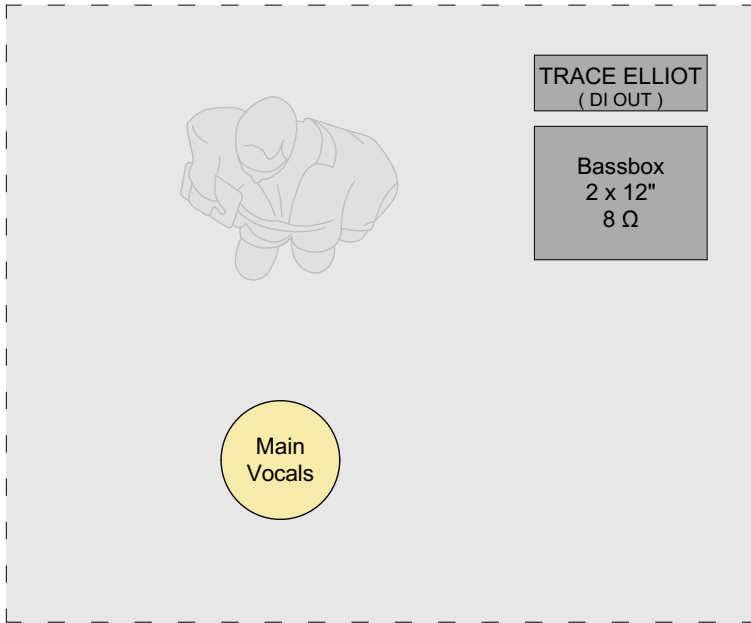 TRACE ELLIOT
( DI OUT )
Bassbox
2 x 12"
8 Ω
Main
Vocals